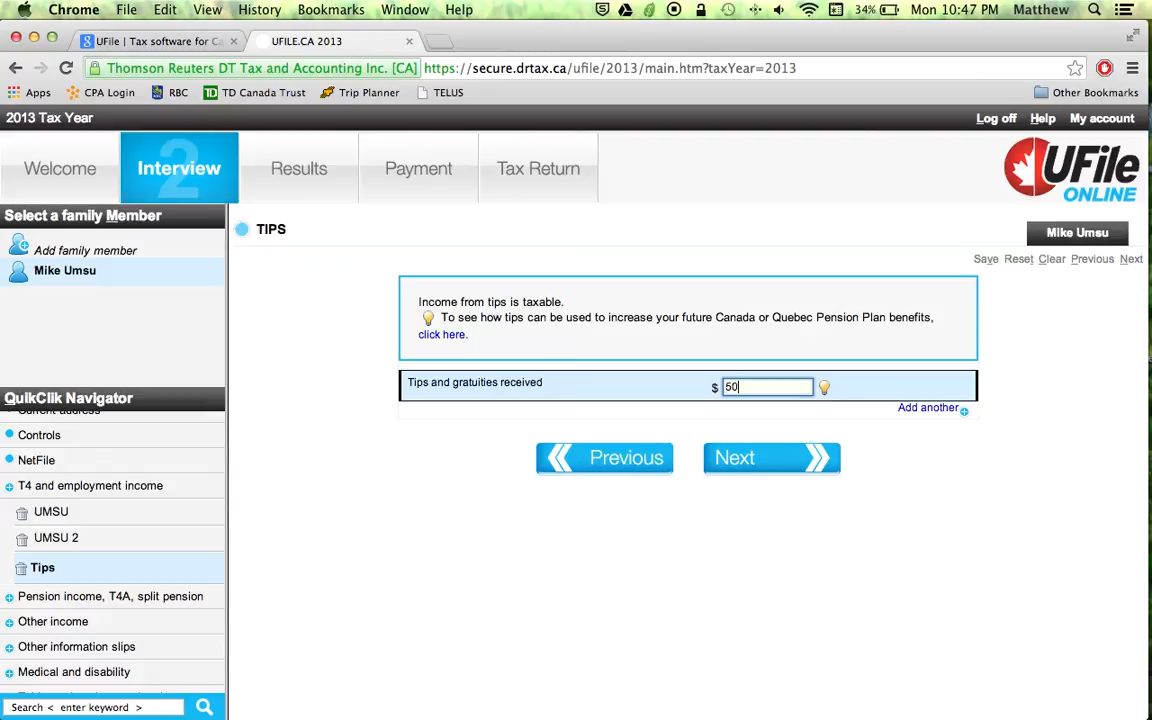 Chrome File Edit View History Bookmarks Window Help 34% Mon 10:47 PM Matthew
UFile | Tax software for Ca
UFILE.CA 2013
Thomson Reuters DT Tax and Accounting Inc. [CA] https://secure.drtax.ca/ufile/2013/main.htm?taxYear=2013
Apps CPA Login RBC TD Canada Trust Trip Planner TELUS Other Bookmarks
2013 Tax Year
Log off Help My account
Welcome
2
Interview
Results
Payment
Tax Return
UFile
ONLINE
Select a family Member
Add family member
Mike Umsu
TIPS
Mike Umsu
Save Reset Clear Previous Next
Income from tips is taxable.
To see how tips can be used to increase your future Canada or Quebec Pension Plan benefits,
click here.
Tips and gratuities received
$ 50
Add another
Previous
Next
QuikClik Navigator
Current address
Controls
NetFile
T4 and employment income
UMSU
UMSU 2
Tips
Pension income, T4A, split pension
Other income
Other information slips
Medical and disability
Search < enter keyword >